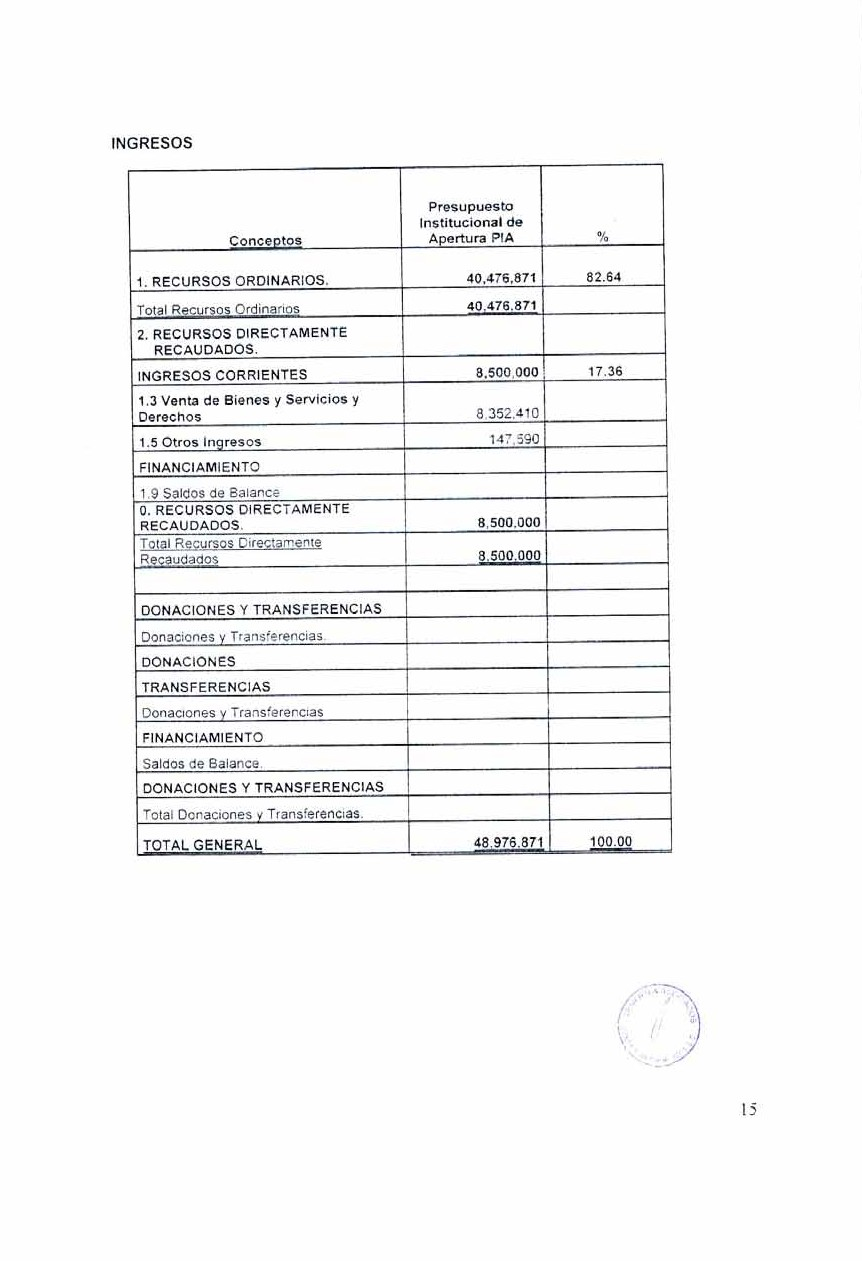 INGRESOS
Presupuesto
Institucional de
Conceptos Apertura PIA %
1. RECURSOS ORDINARIOS. 40,476,871 82.64
Total Recursos Ordinarios 40.476.871
2. RECURSOS DIRECTAMENTE
RECAUDADOS.
INGRESOS CORRIENTES 8,500,000 17.36
1.3 Venta de Bienes y Servicios y
Derechos 8.352.410
1.5 Otros Ingresos 147,590
FINANCIAMIENTO
1.9 Saldos de Balance
0. RECURSOS DIRECTAMENTE
RECAUDADOS. 8,500,000
Total Recursos Directamente
Recaudados 8.500.000
DONACIONES Y TRANSFERENCIAS
Donaciones y Transferencias.
DONACIONES
TRANSFERENCIAS
Donaciones y Transferencias
FINANCIAMIENTO
Saldos de Balance.
DONACIONES Y TRANSFERENCIAS
Total Donaciones y Transferencias.
TOTAL GENERAL 48.976.871 100.00
15